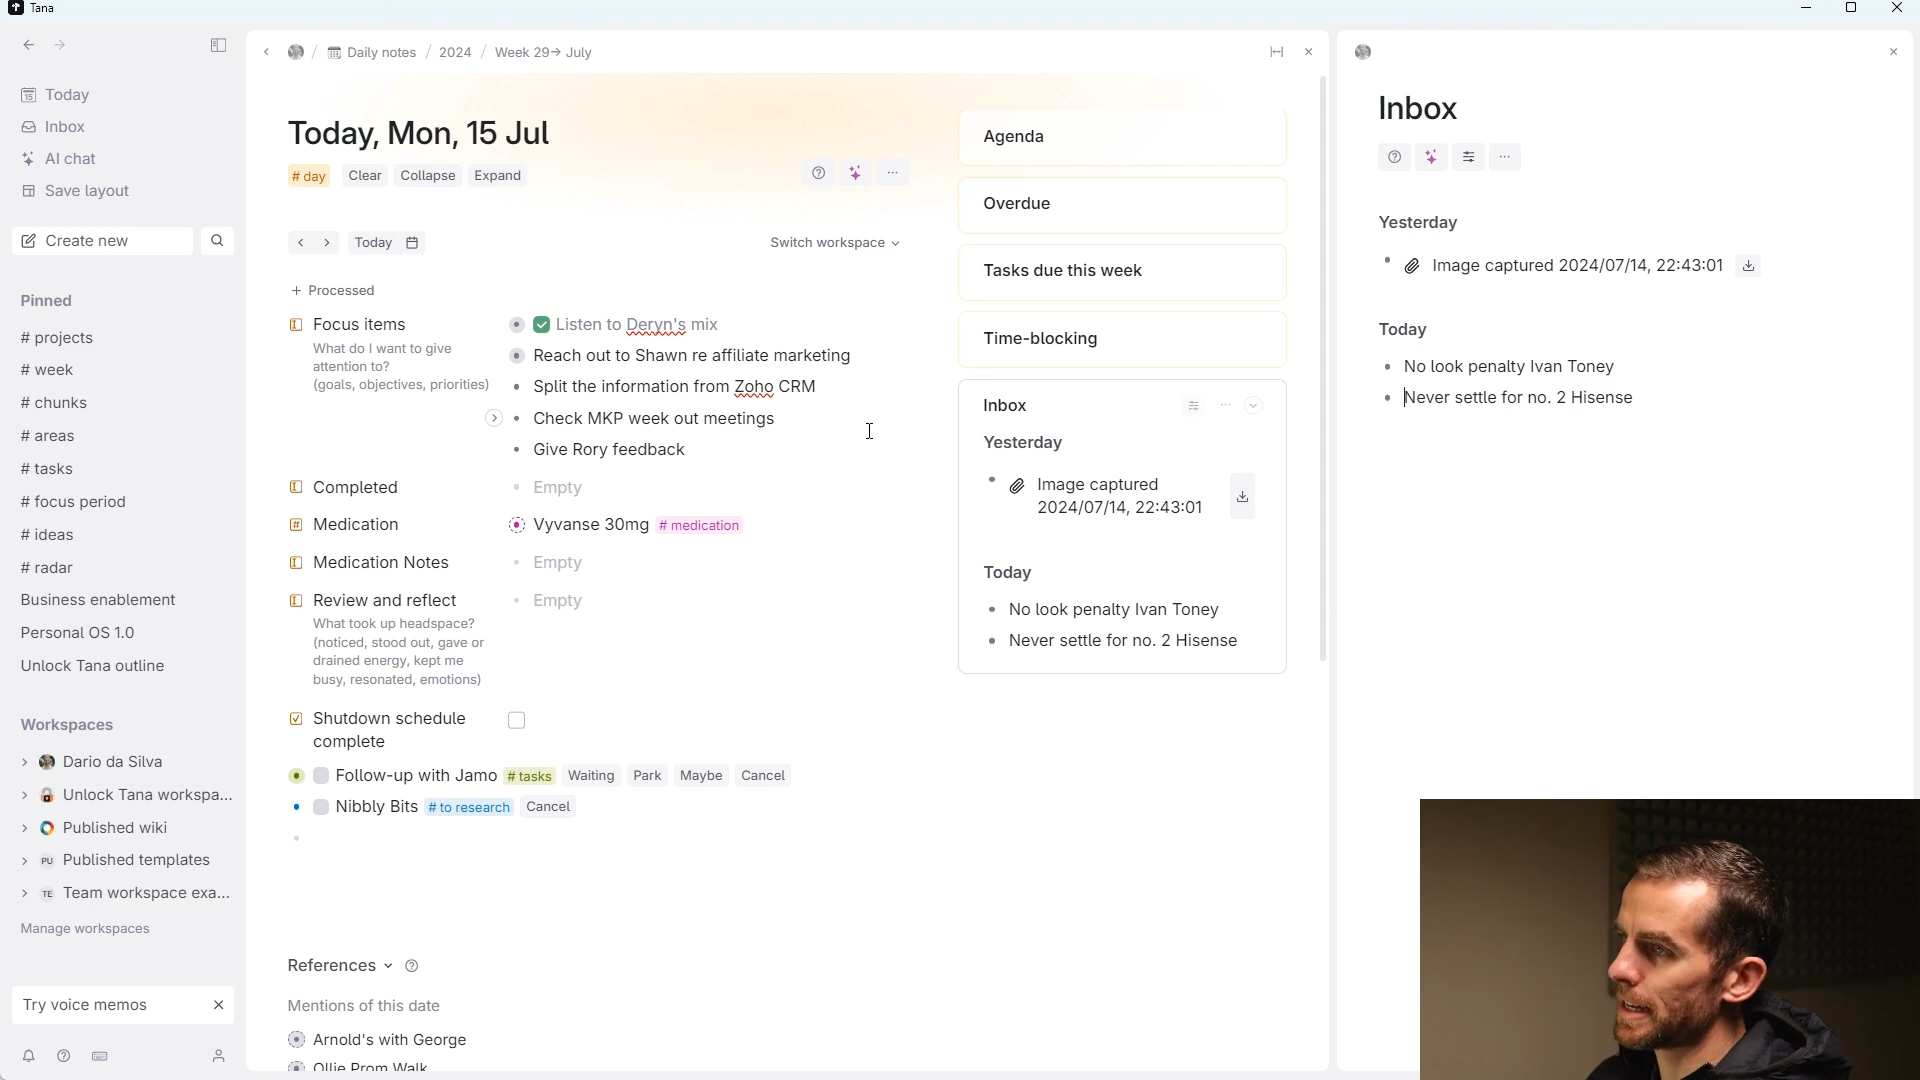 Tana
Today
Inbox
AI chat
Save layout
Create new
Pinned
# projects
# week
# chunks
# areas
# tasks
# focus period
# ideas
# radar
Business enablement
Personal OS 1.0
Unlock Tana outline
Workspaces
Dario da Silva
Unlock Tana workspa...
Published wiki
PU Published templates
TE Team workspace exa...
Manage workspaces
Try voice memos
/ Daily notes / 2024 / Week 29→ July
Today, Mon, 15 Jul
# day Clear Collapse Expand
Today
Switch workspace
+ Processed
Focus items
What do I want to give
attention to?
(goals, objectives, priorities)
Listen to Deryn's mix
Reach out to Shawn re affiliate marketing
Split the information from Zoho CRM
Check MKP week out meetings
Give Rory feedback
Completed
Empty
Medication
Vyvanse 30mg # medication
Medication Notes
Empty
Review and reflect
Empty
What took up headspace?
(noticed, stood out, gave or
drained energy, kept me
busy, resonated, emotions)
Shutdown schedule
complete
Follow-up with Jamo # tasks Waiting Park Maybe Cancel
Nibbly Bits # to research Cancel
References
Mentions of this date
Arnold's with George
Ollie Prom Walk
Agenda
Overdue
Tasks due this week
Time-blocking
Inbox
Yesterday
Image captured
2024/07/14, 22:43:01
Today
No look penalty Ivan Toney
Never settle for no. 2 Hisense
Inbox
Yesterday
Image captured 2024/07/14, 22:43:01
Today
No look penalty Ivan Toney
Never settle for no. 2 Hisense